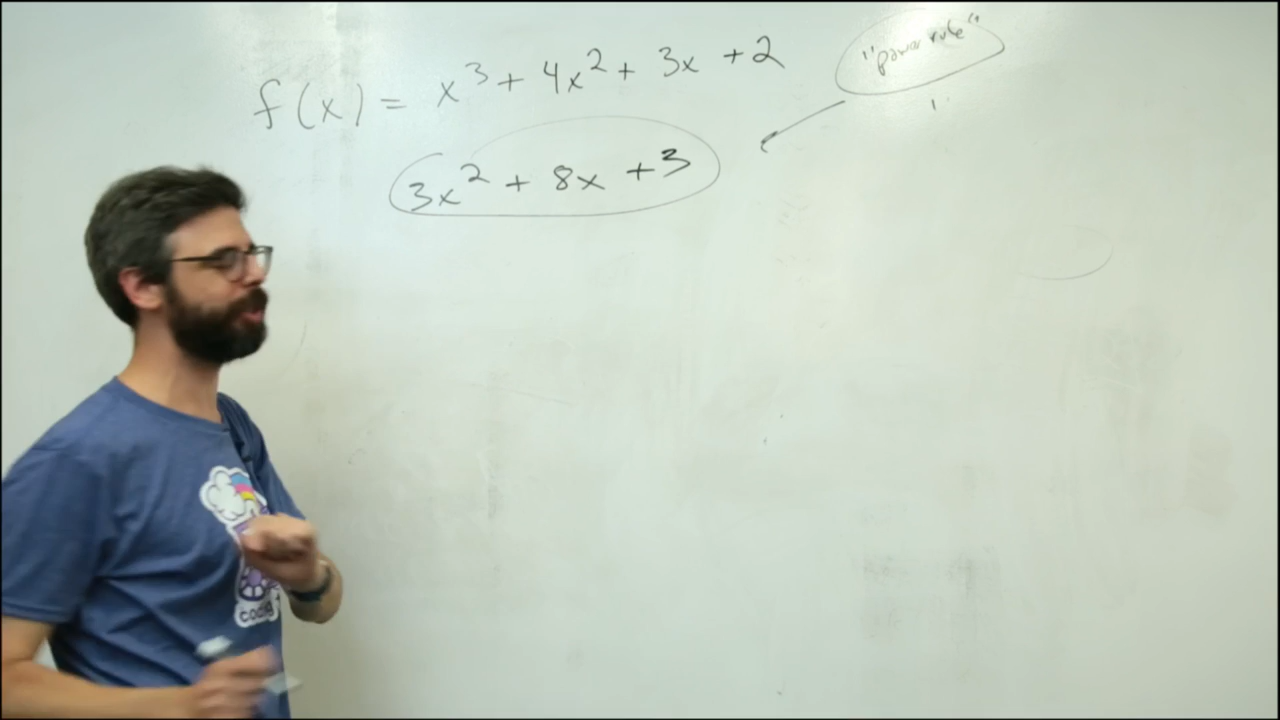 f(x) = x³ + 4x² + 3x + 2
"power rule"
3x² + 8x + 3